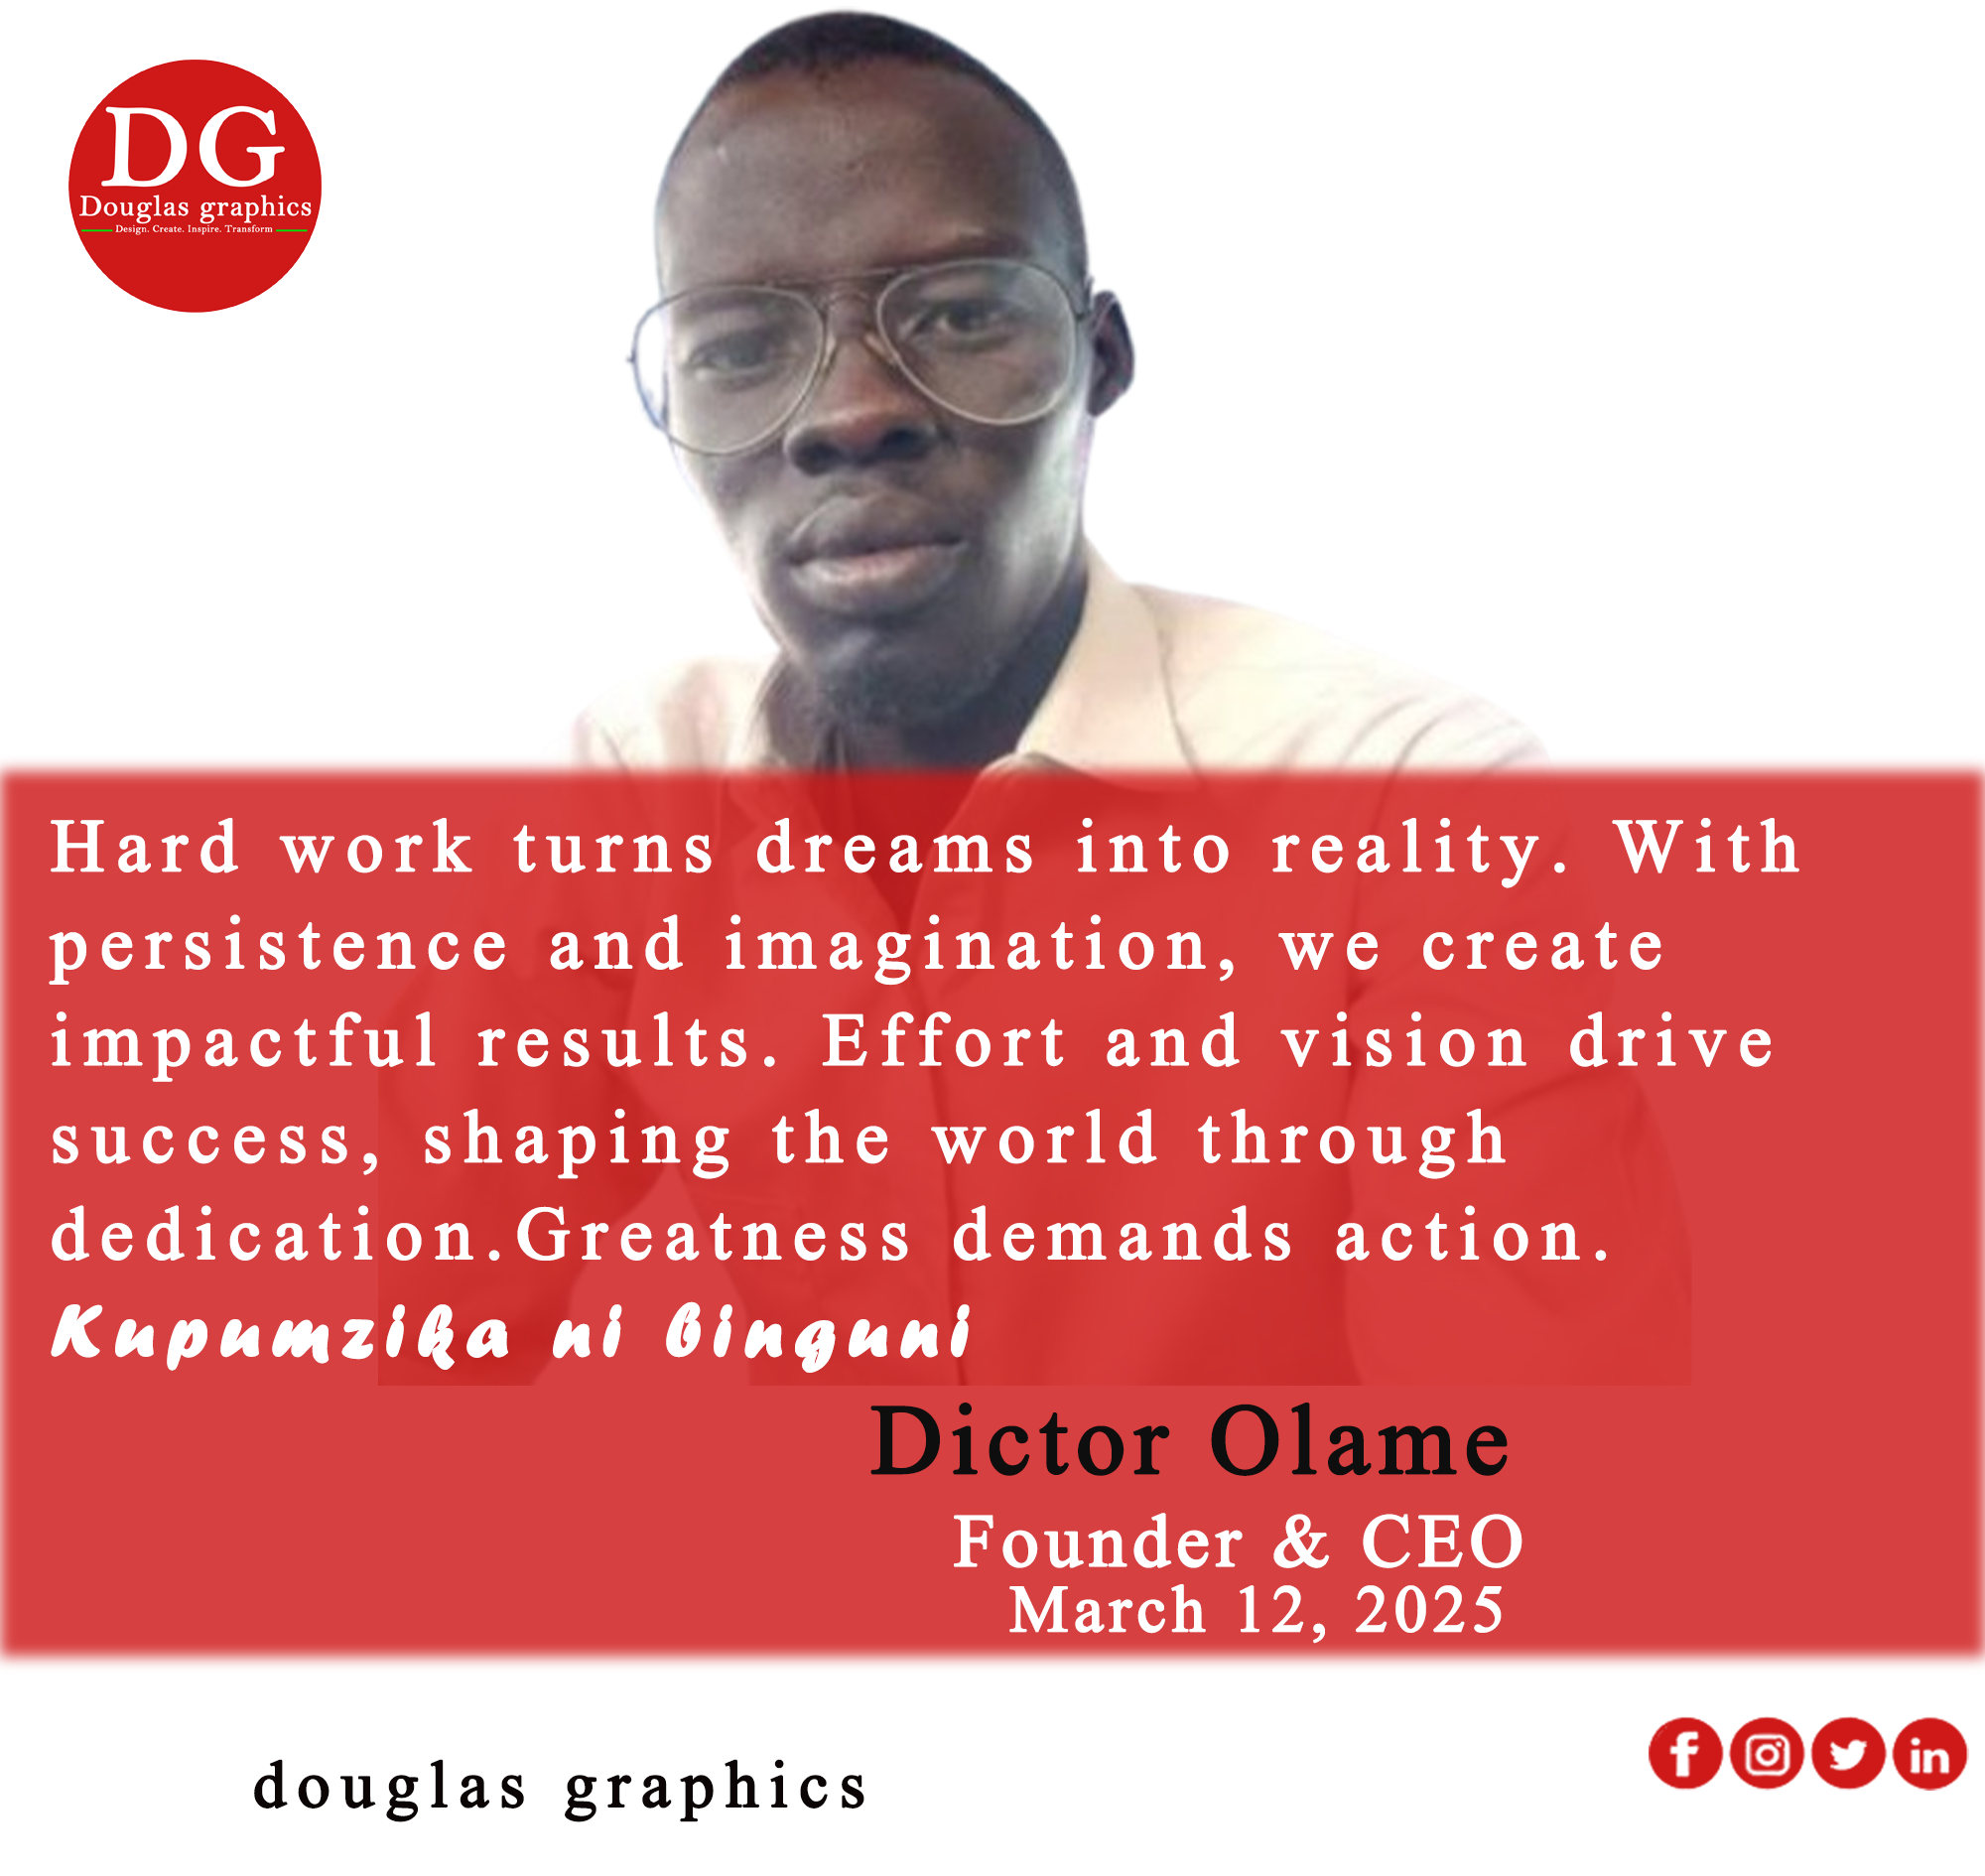 DG
Douglas graphics
Design. Create. Inspire. Transform
Hard work turns dreams into reality. With
persistence and imagination, we create
impactful results. Effort and vision drive
success, shaping the world through
dedication.Greatness demands action.
Kupumzika ni binguni
Dictor Olame
Founder & CEO
March 12, 2025
douglas graphics